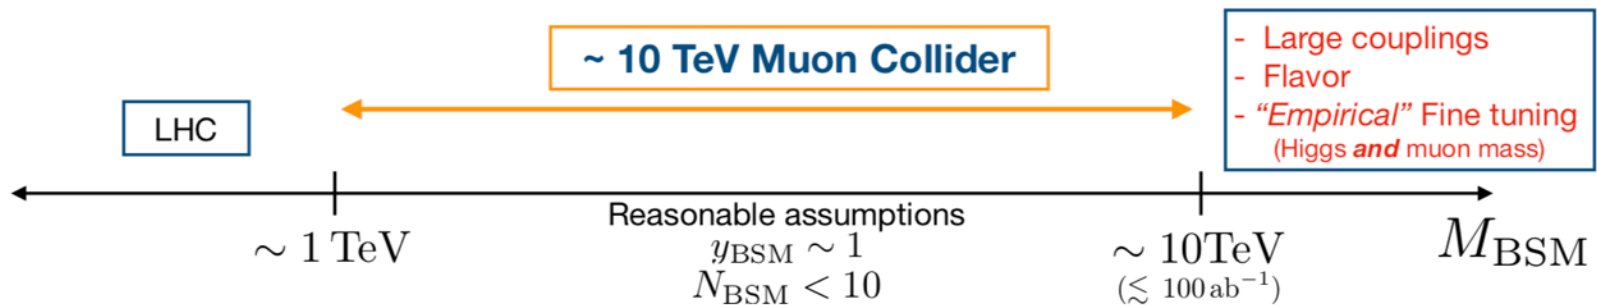 ~ 10 TeV Muon Collider
- Large couplings
- Flavor
- “Empirical” Fine tuning
(Higgs and muon mass)
LHC
Reasonable assumptions
∼ 1 TeV
y_BSM ∼ 1
N_BSM < 10
∼ 10TeV
(≲ 100 ab⁻¹)
M_BSM